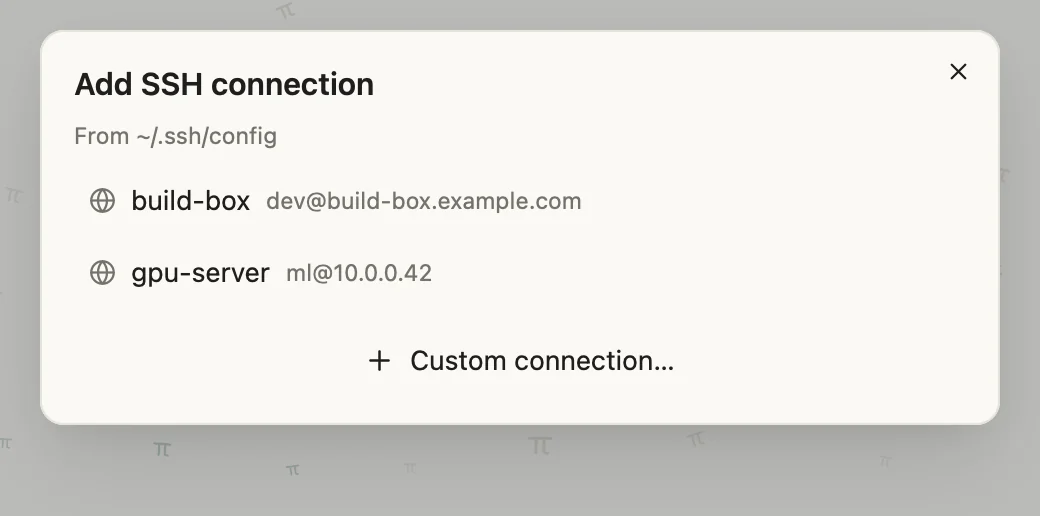 π
Add SSH connection
From ~/.ssh/config
build-box dev@build-box.example.com
gpu-server ml@10.0.0.42
+ Custom connection...
π
π
π
π
π
π
π
π
π